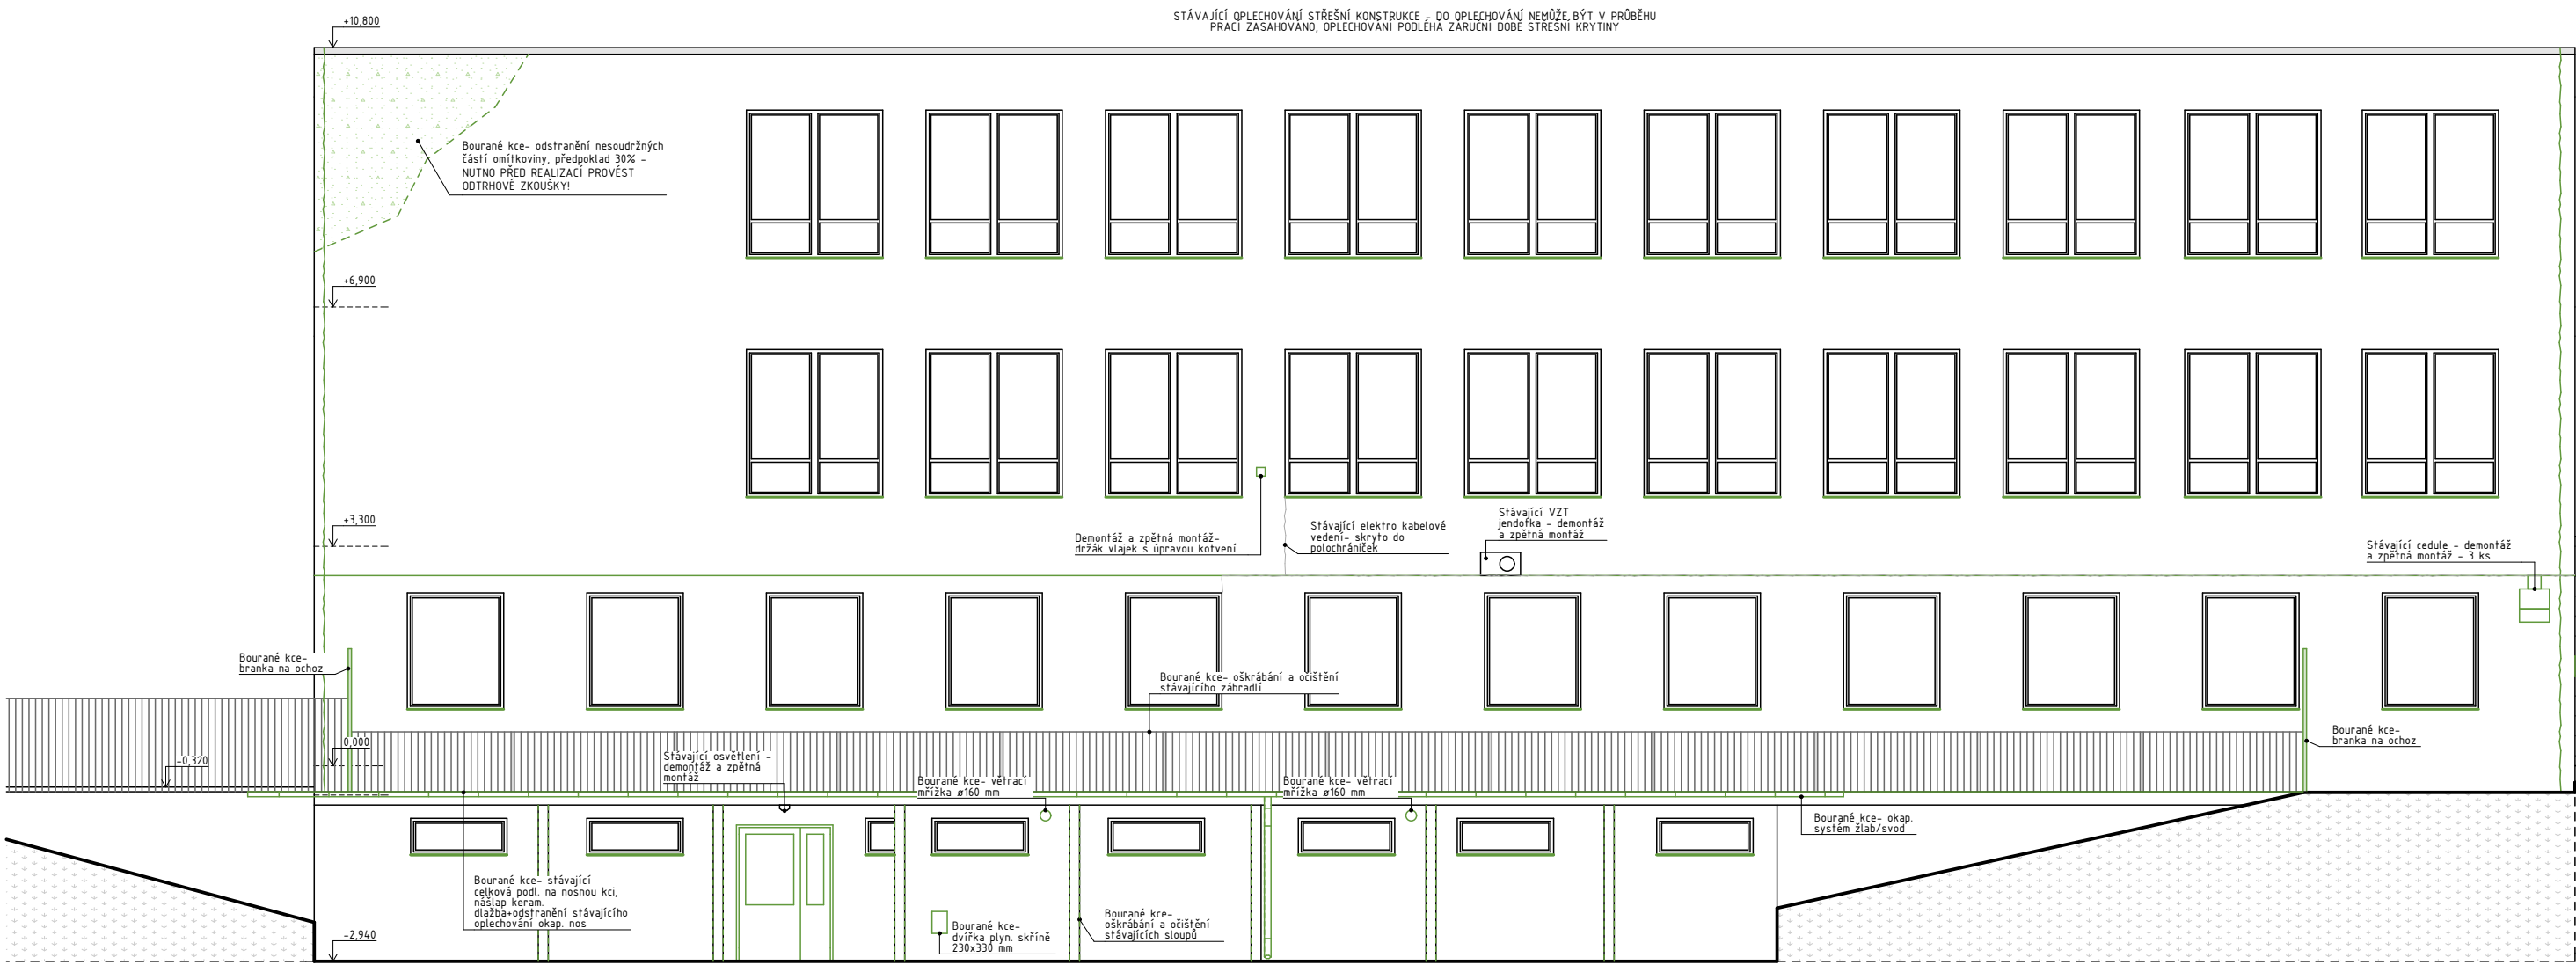 STÁVAJÍCÍ OPLECHOVÁNÍ STŘEŠNÍ KONSTRUKCE - DO OPLECHOVÁNÍ NEMŮŽE BÝT V PRŮBĚHU
PRACÍ ZASAHOVÁNO, OPLECHOVÁNÍ PODLÉHÁ ZÁRUČNÍ DOBĚ STŘEŠNÍ KRYTINY
+10,800
Bourané kce- odstranění nesoudržných
částí omítkoviny, předpoklad 30% -
NUTNO PŘED REALIZACÍ PROVÉST
ODTRHOVÉ ZKOUŠKY!
+6,900
+3,300
Demontáž a zpětná montáž-
držák vlajek s úpravou kotvení
Stávající elektro kabelové
vedení- skryto do
polochrániček
Stávající VZT
jendotka - demontáž
a zpětná montáž
Stávající cedule - demontáž
a zpětná montáž - 3 ks
Bourané kce-
branka na ochoz
Bourané kce- oškrábání a očištění
stávajícího zábradlí
Bourané kce-
branka na ochoz
0,000
-0,320
Stávající osvětlení -
demontáž a zpětná
montáž
Bourané kce- větrací
mřížka ø160 mm
Bourané kce- větrací
mřížka ø160 mm
Bourané kce- okap.
systém žlab/svod
Bourané kce- stávající
celková podl. na nosnou kci,
nášlap keram.
dlažba+odstranění stávajícího
oplechování okap. nos
Bourané kce-
dvířka plyn. skříně
230x330 mm
Bourané kce-
oškrábání a očištění
stávajících sloupů
-2,940